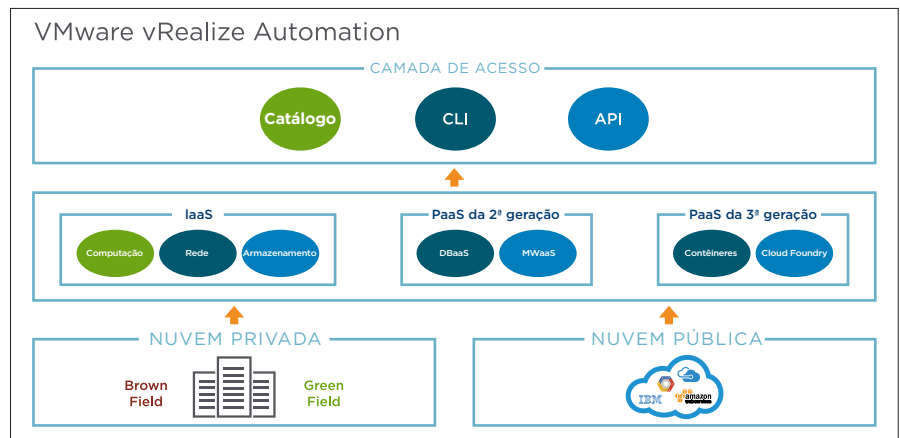 VMware vRealize Automation
CAMADA DE ACESSO
Catálogo
CLI
API
IaaS
PaaS da 2ª geração
PaaS da 3ª geração
Computação
Rede
Armazenamento
DBaaS
MWaaS
Contêineres
Cloud Foundry
NUVEM PRIVADA
NUVEM PÚBLICA
Brown
Field
Green
Field
IBM
amazon
webservices